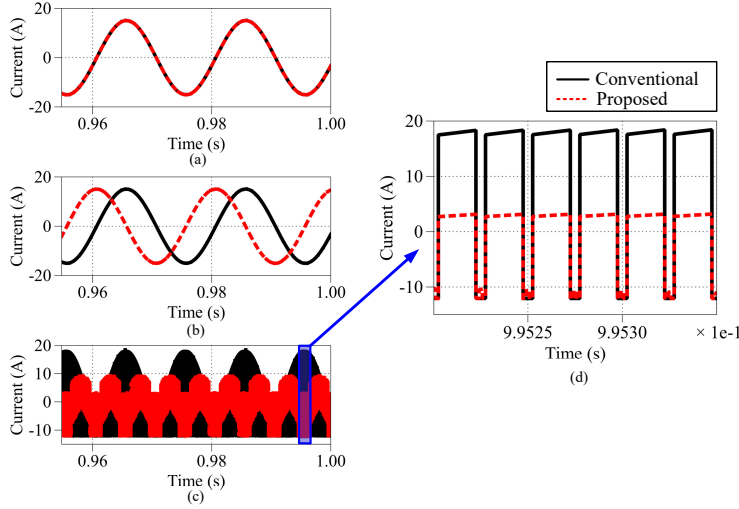 20
0
-20
Current (A)
0.96
0.98
1.00
Time (s)
(a)
20
0
-20
Current (A)
0.96
0.98
1.00
Time (s)
(b)
20
10
0
-10
Current (A)
0.96
0.98
1.00
Time (s)
(c)
Conventional
Proposed
20
10
0
-10
Current (A)
9.9525
9.9530
× 1e-1
Time (s)
(d)